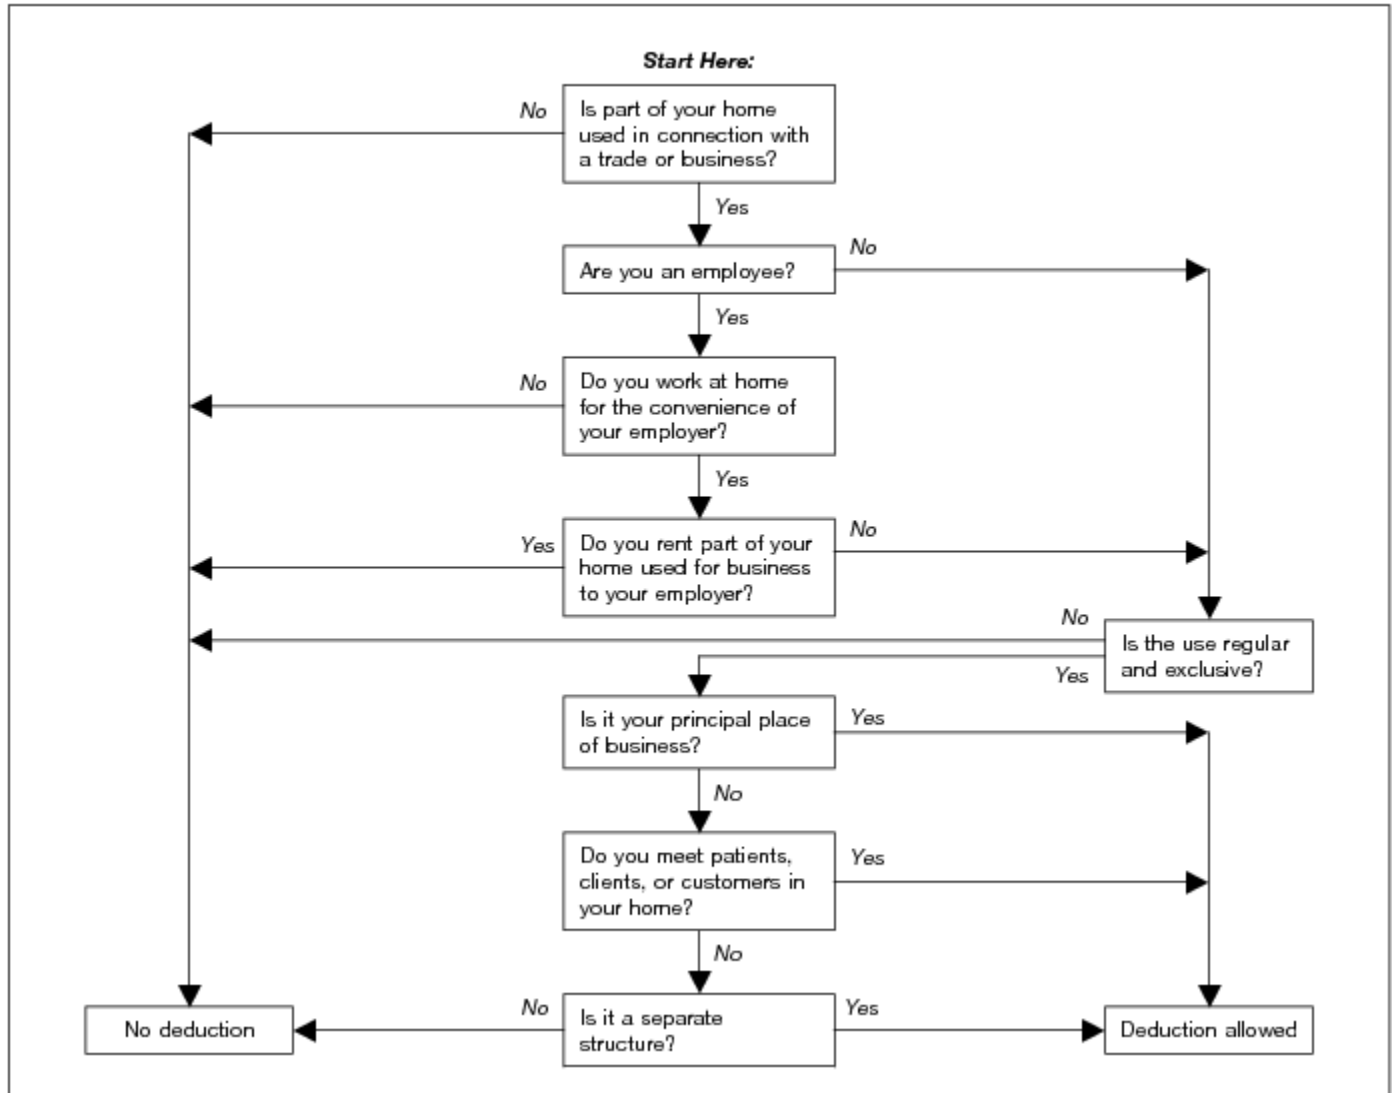 Start Here:
No
Is part of your home
used in connection with
a trade or business?
Yes
No
Are you an employee?
Yes
No
Do you work at home
for the convenience of
your employer?
Yes
Yes
Do you rent part of your
home used for business
to your employer?
No
No
Is the use regular
and exclusive?
Yes
Is it your principal place
of business?
Yes
No
Do you meet patients,
clients, or customers in
your home?
Yes
No
No
Is it a separate
structure?
Yes
No deduction
Deduction allowed